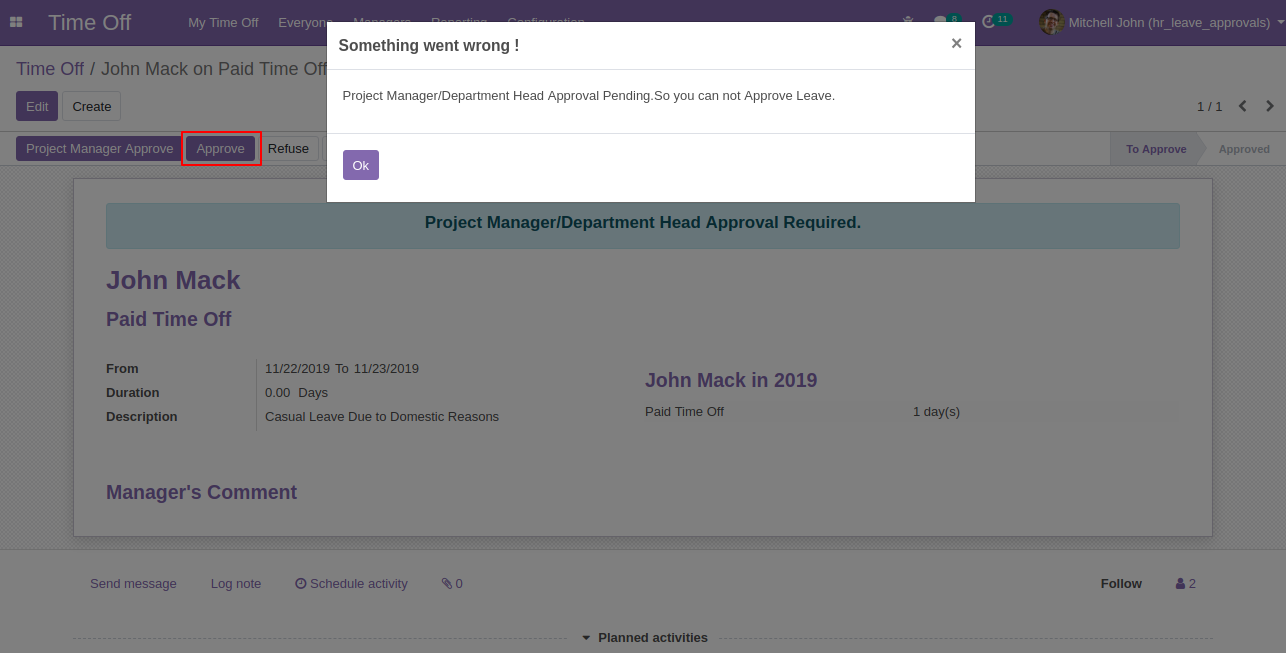 Time Off My Time Off Everyone Managers Reporting Configuration 8 11 Mitchell John (hr_leave_approvals)
Something went wrong ! ×
Time Off / John Mack on Paid Time Off
Project Manager/Department Head Approval Pending.So you can not Approve Leave.
Edit Create 1 / 1
Project Manager Approve Approve Refuse To Approve Approved
Ok
Project Manager/Department Head Approval Required.
John Mack
Paid Time Off
From 11/22/2019 To 11/23/2019
Duration 0.00 Days
Description Casual Leave Due to Domestic Reasons
John Mack in 2019
Paid Time Off 1 day(s)
Manager's Comment
Send message Log note Schedule activity 0 Follow 2
Planned activities